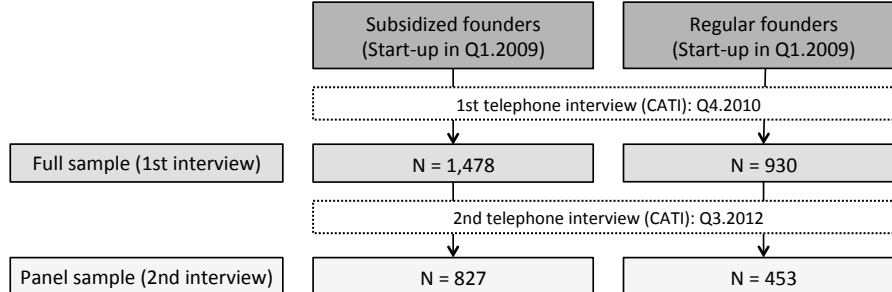 Subsidized founders
(Start-up in Q1.2009)
Regular founders
(Start-up in Q1.2009)
1st telephone interview (CATI): Q4.2010
Full sample (1st interview)
N = 1,478
N = 930
2nd telephone interview (CATI): Q3.2012
Panel sample (2nd interview)
N = 827
N = 453